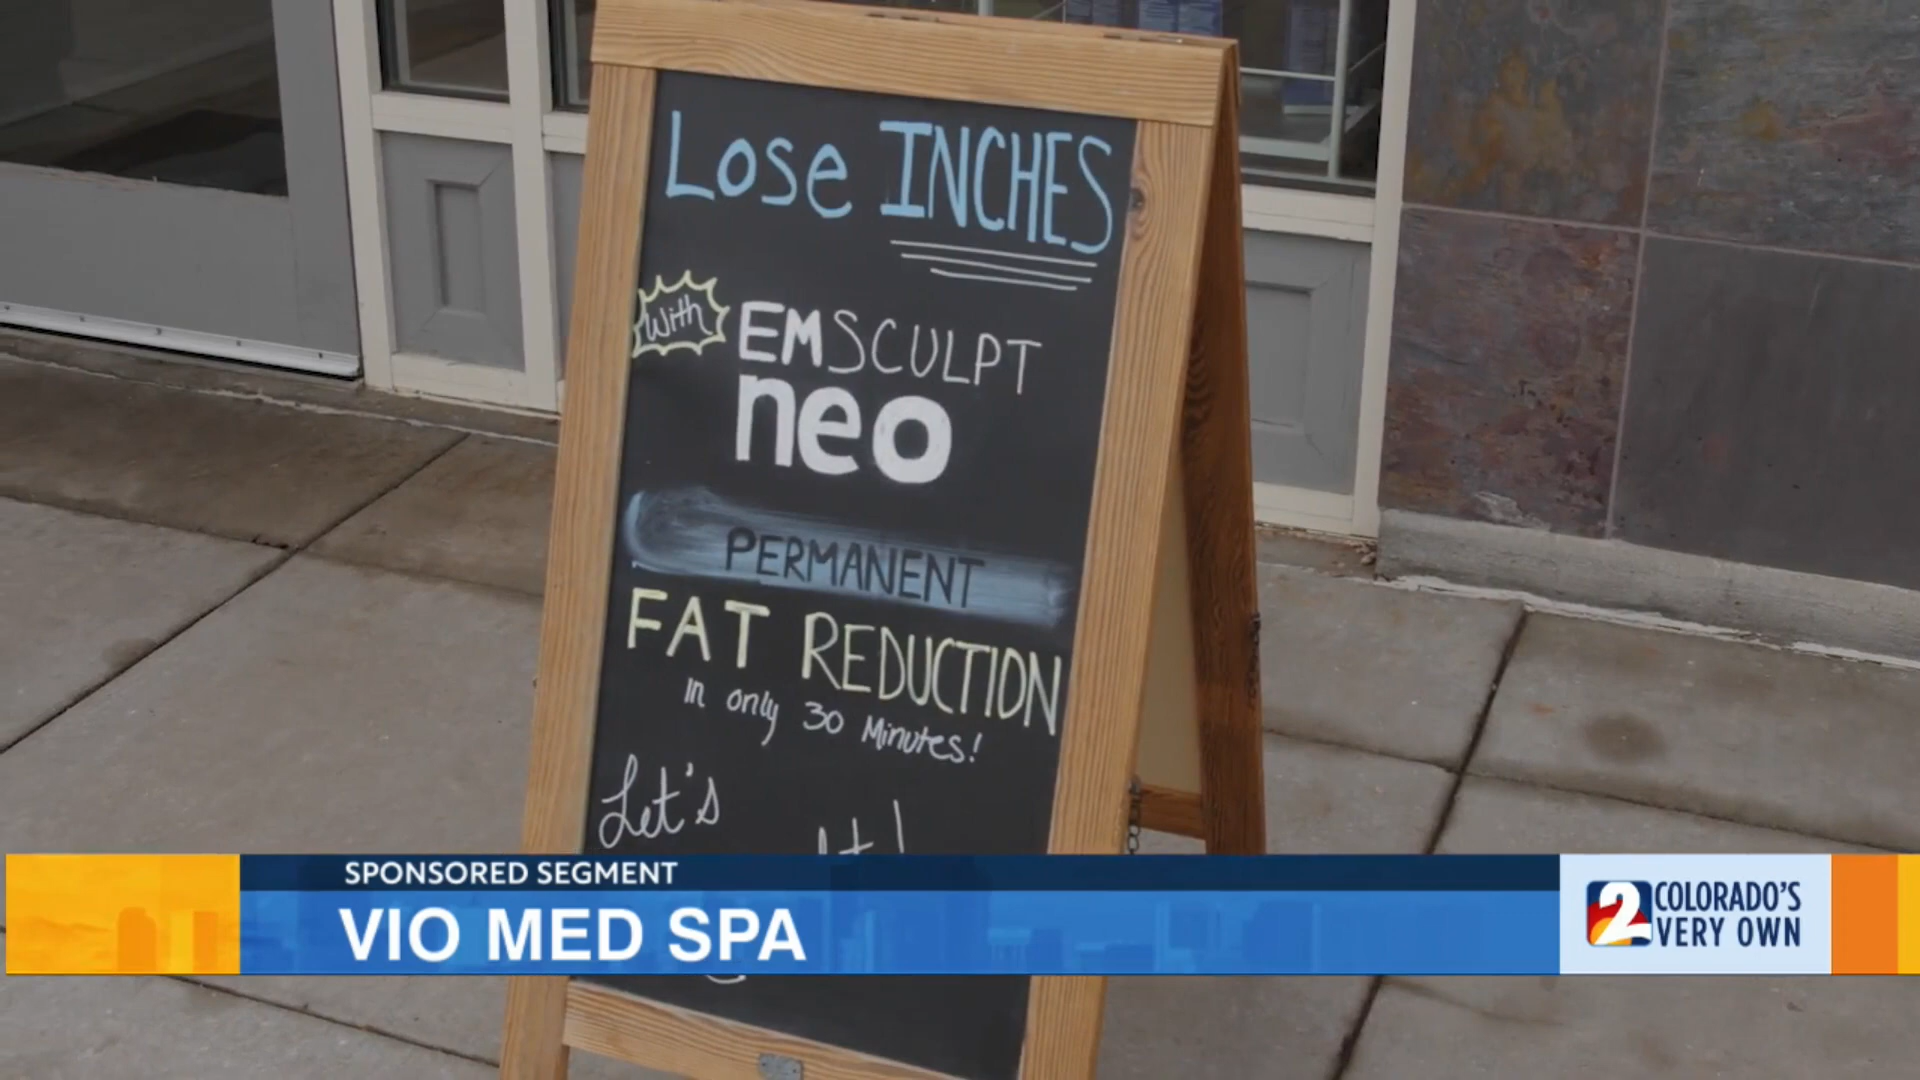 Lose INCHES
With
EMSCULPT
neo
PERMANENT
FAT REDUCTION
in only 30 Minutes!
Let's
SPONSORED SEGMENT
VIO MED SPA
2 COLORADO'S
VERY OWN